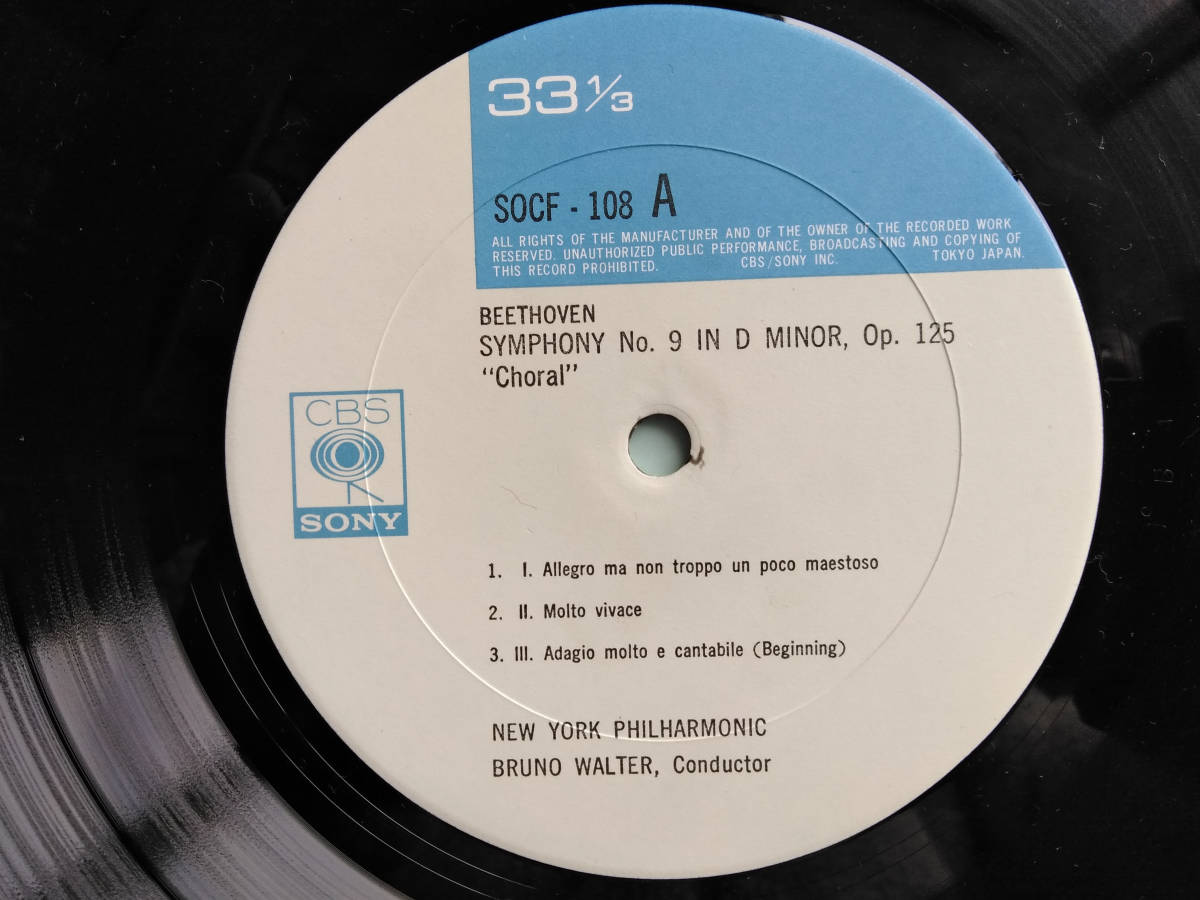 33 1/3
SOCF - 108 A
ALL RIGHTS OF THE MANUFACTURER AND OF THE OWNER OF THE RECORDED WORK
RESERVED. UNAUTHORIZED PUBLIC PERFORMANCE, BROADCASTING AND COPYING OF
THIS RECORD PROHIBITED. CBS/SONY INC. TOKYO JAPAN.
BEETHOVEN
SYMPHONY No. 9 IN D MINOR, Op. 125
“Choral”
CBS
SONY
1. I. Allegro ma non troppo un poco maestoso
2. II. Molto vivace
3. III. Adagio molto e cantabile (Beginning)
NEW YORK PHILHARMONIC
BRUNO WALTER, Conductor